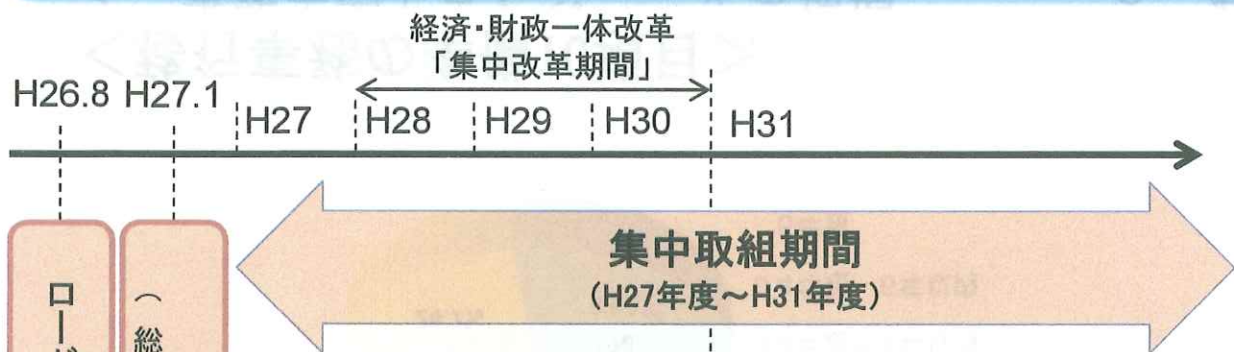 経済・財政一体改革
「集中改革期間」
H26.8 H27.1 H27 H28 H29 H30 H31
集中取組期間
(H27年度～H31年度)
ロード
（総